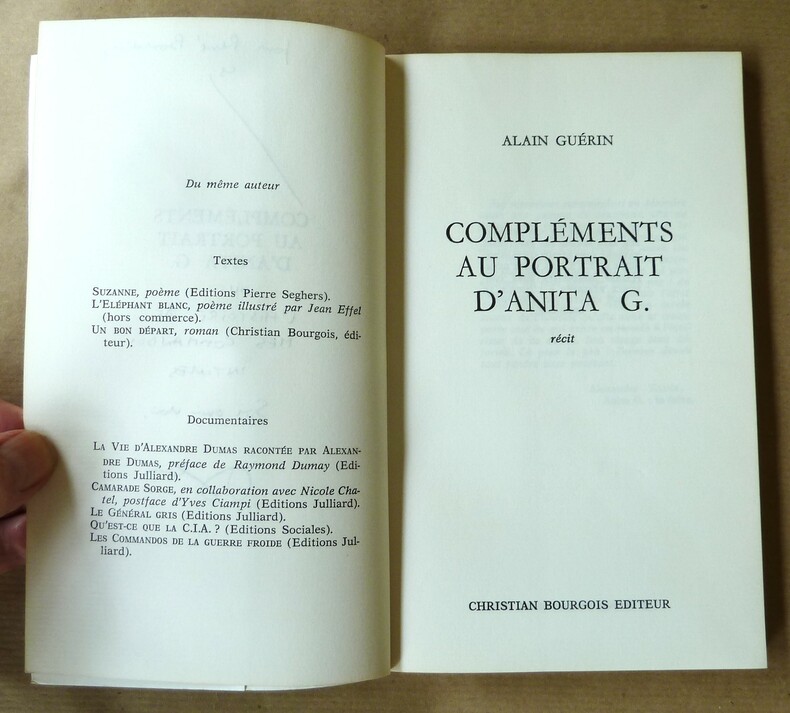 Du même auteur
Textes
SUZANNE, poème (Editions Pierre Seghers).
L'ELÉPHANT BLANC, poème illustré par Jean Effel
(hors commerce).
UN BON DÉPART, roman (Christian Bourgois, édi-
teur).
Documentaires
LA VIE D'ALEXANDRE DUMAS RACONTÉE PAR ALEXAN-
DRE DUMAS, préface de Raymond Dumay (Edi-
tions Julliard).
CAMARADE SORGE, en collaboration avec Nicole Cha-
tel, postface d'Yves Ciampi (Editions Julliard).
LE GÉNÉRAL GRIS (Editions Julliard).
QU'EST-CE QUE LA C.I.A. ? (Editions Sociales).
LES COMMANDOS DE LA GUERRE FROIDE (Editions Jul-
liard).
ALAIN GUÉRIN
COMPLÉMENTS
AU PORTRAIT
D'ANITA G.
récit
CHRISTIAN BOURGOIS EDITEUR